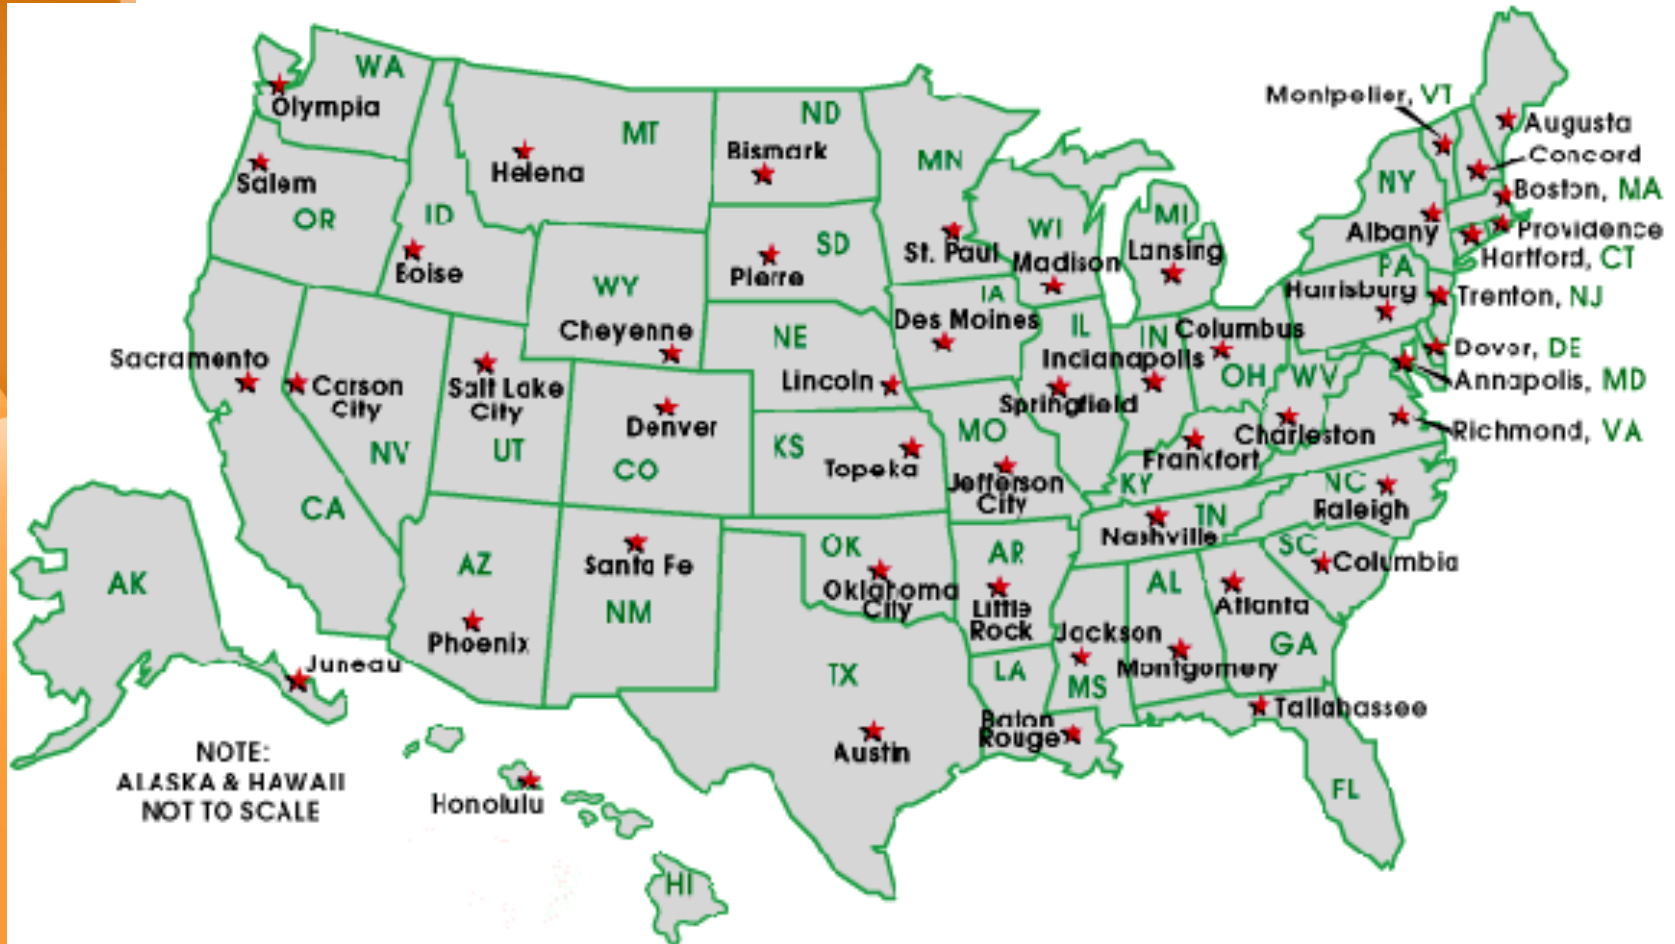 WA
Olympia
MT
Helena
ND
Bismark
MN
St. Paul
Salem
OR
ID
Boise
WY
Cheyenne
SD
Pierre
WI
Madison
MI
Lansing
Montpelier, VT
Augusta
Concord
Boston, MA
NY
Albany
Providence
Hartford, CT
PA
Harrisburg
Trenton, NJ
Dover, DE
Annapolis, MD
Richmond, VA
IA
Des Moines
NE
Lincoln
IL
Springfield
IN
Indianapolis
Columbus
OH
WV
Charleston
Sacramento
Carson
City
NV
CA
Salt Lake
City
UT
Denver
CO
KS
Topeka
MO
Jefferson
City
KY
Frankfort
NC
Raleigh
TN
Nashville
SC
Columbia
AZ
Phoenix
Santa Fe
NM
OK
Oklahoma
City
AR
Little
Rock
AL
Montgomery
Atlanta
GA
Jackson
MS
LA
Baton
Rouge
TX
Austin
Tallahassee
FL
AK
Juneau
NOTE:
ALASKA & HAWAII
NOT TO SCALE
Honolulu
HI